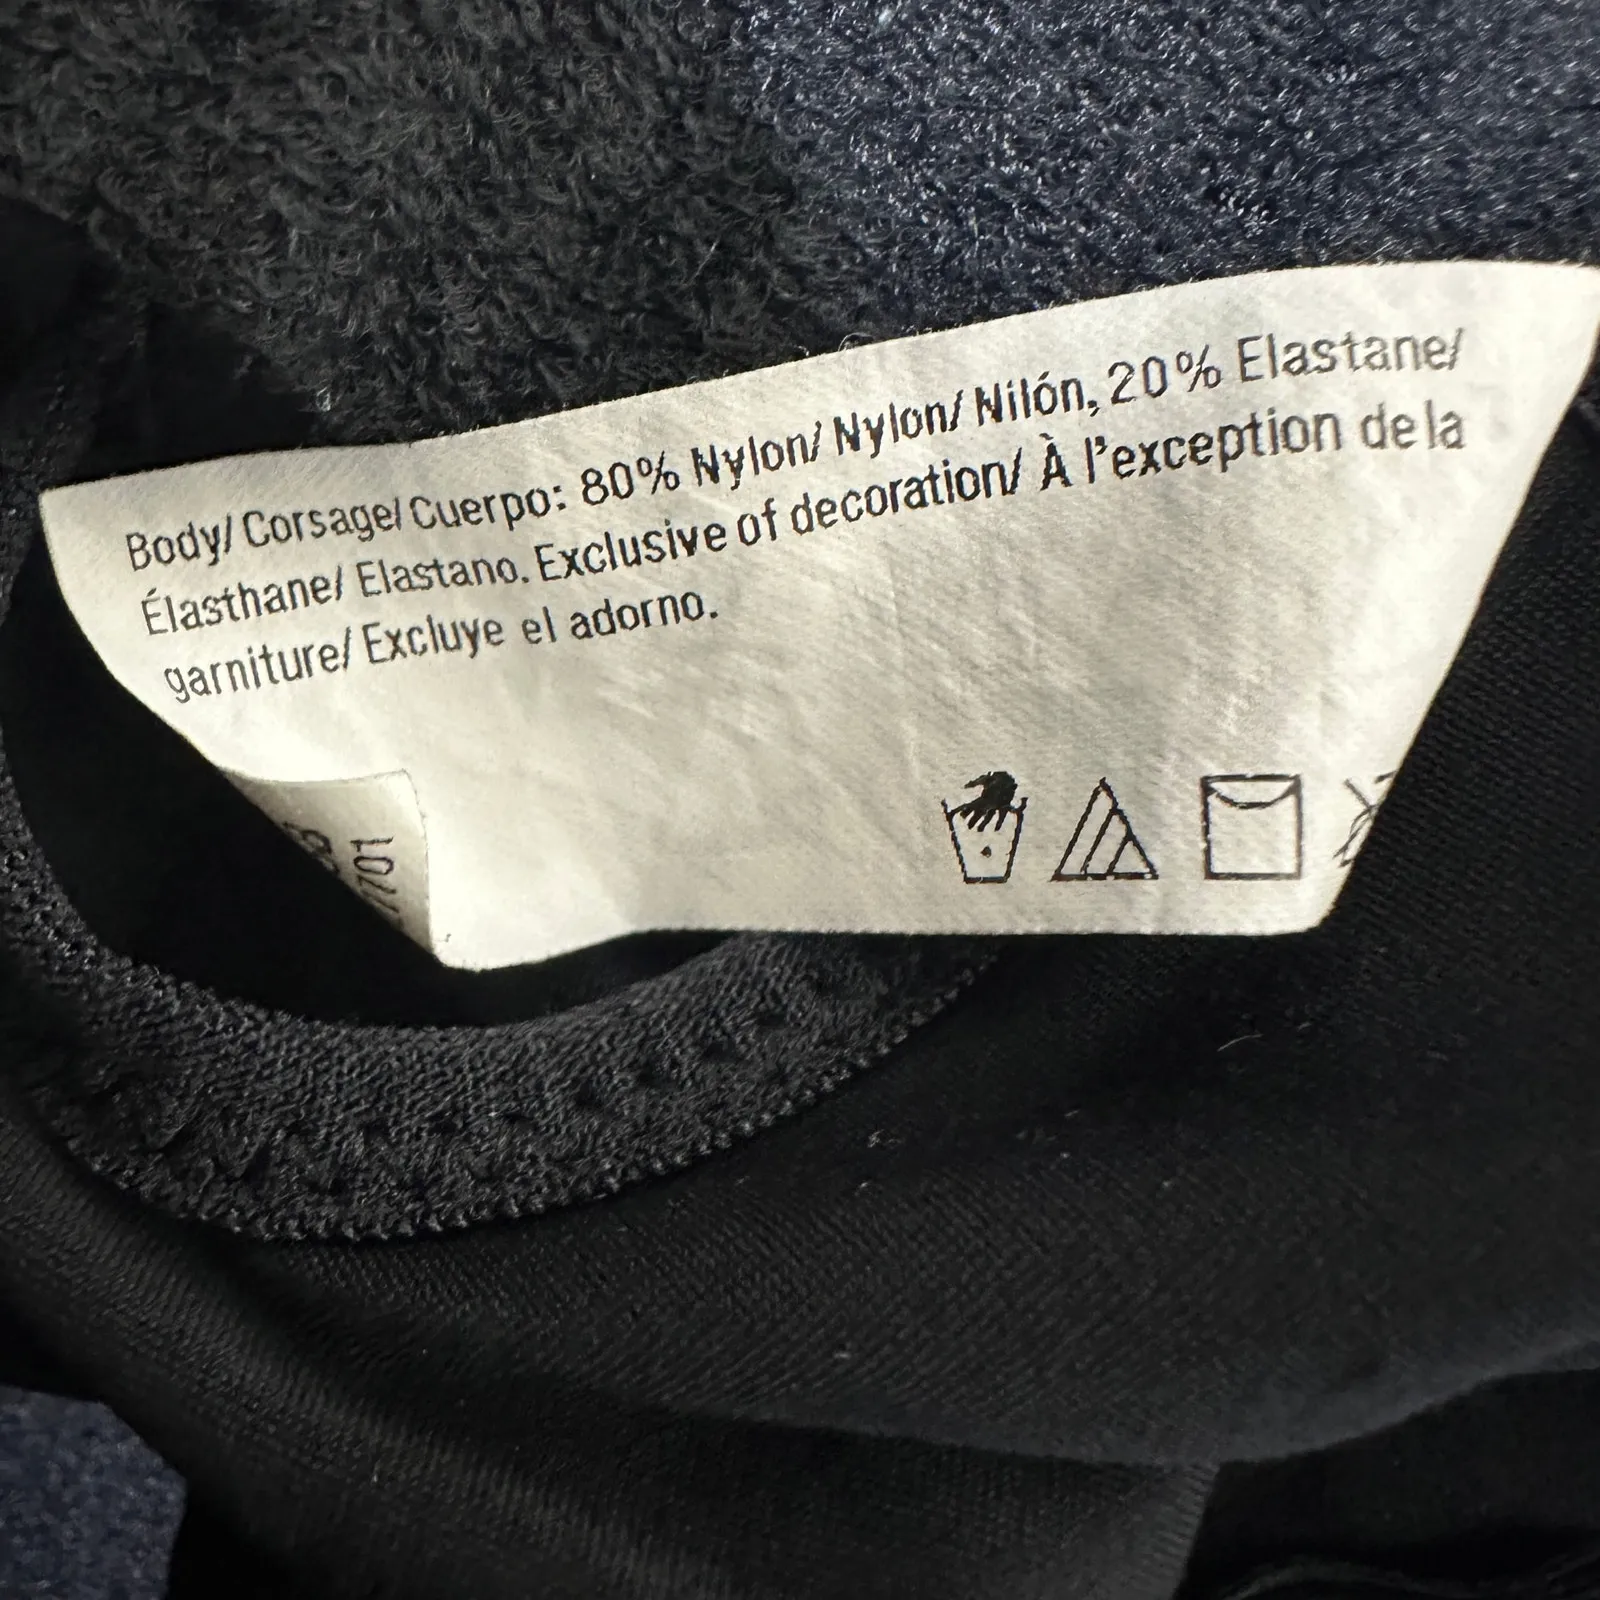 Body/ Corsage/ Cuerpo: 80% Nylon/ Nylon/ Nilón, 20% Elastane/
Élasthane/ Elastano. Exclusive of decoration/ À l'exception de la
garniture/ Excluye el adorno.